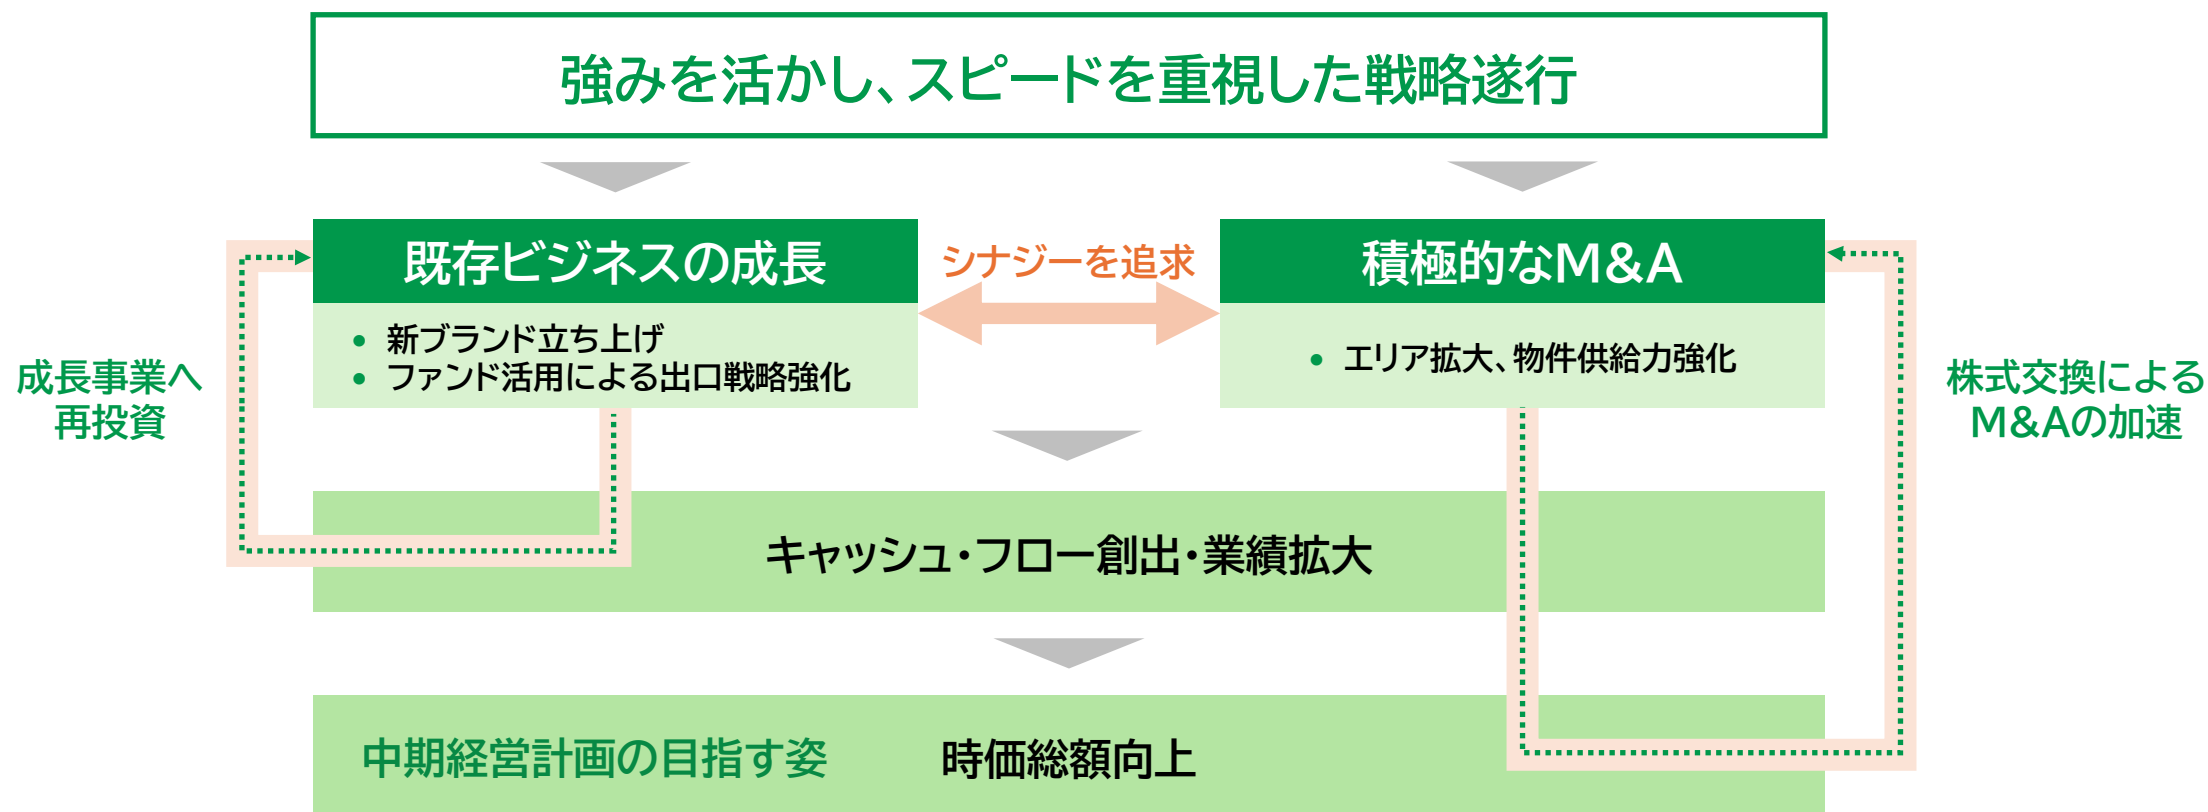 強みを活かし、スピードを重視した戦略遂行
既存ビジネスの成長
シナジーを追求
積極的なM&A
• 新ブランド立ち上げ
• ファンド活用による出口戦略強化
• エリア拡大、物件供給力強化
成長事業へ
再投資
株式交換による
M&Aの加速
キャッシュ・フロー創出・業績拡大
中期経営計画の目指す姿 時価総額向上